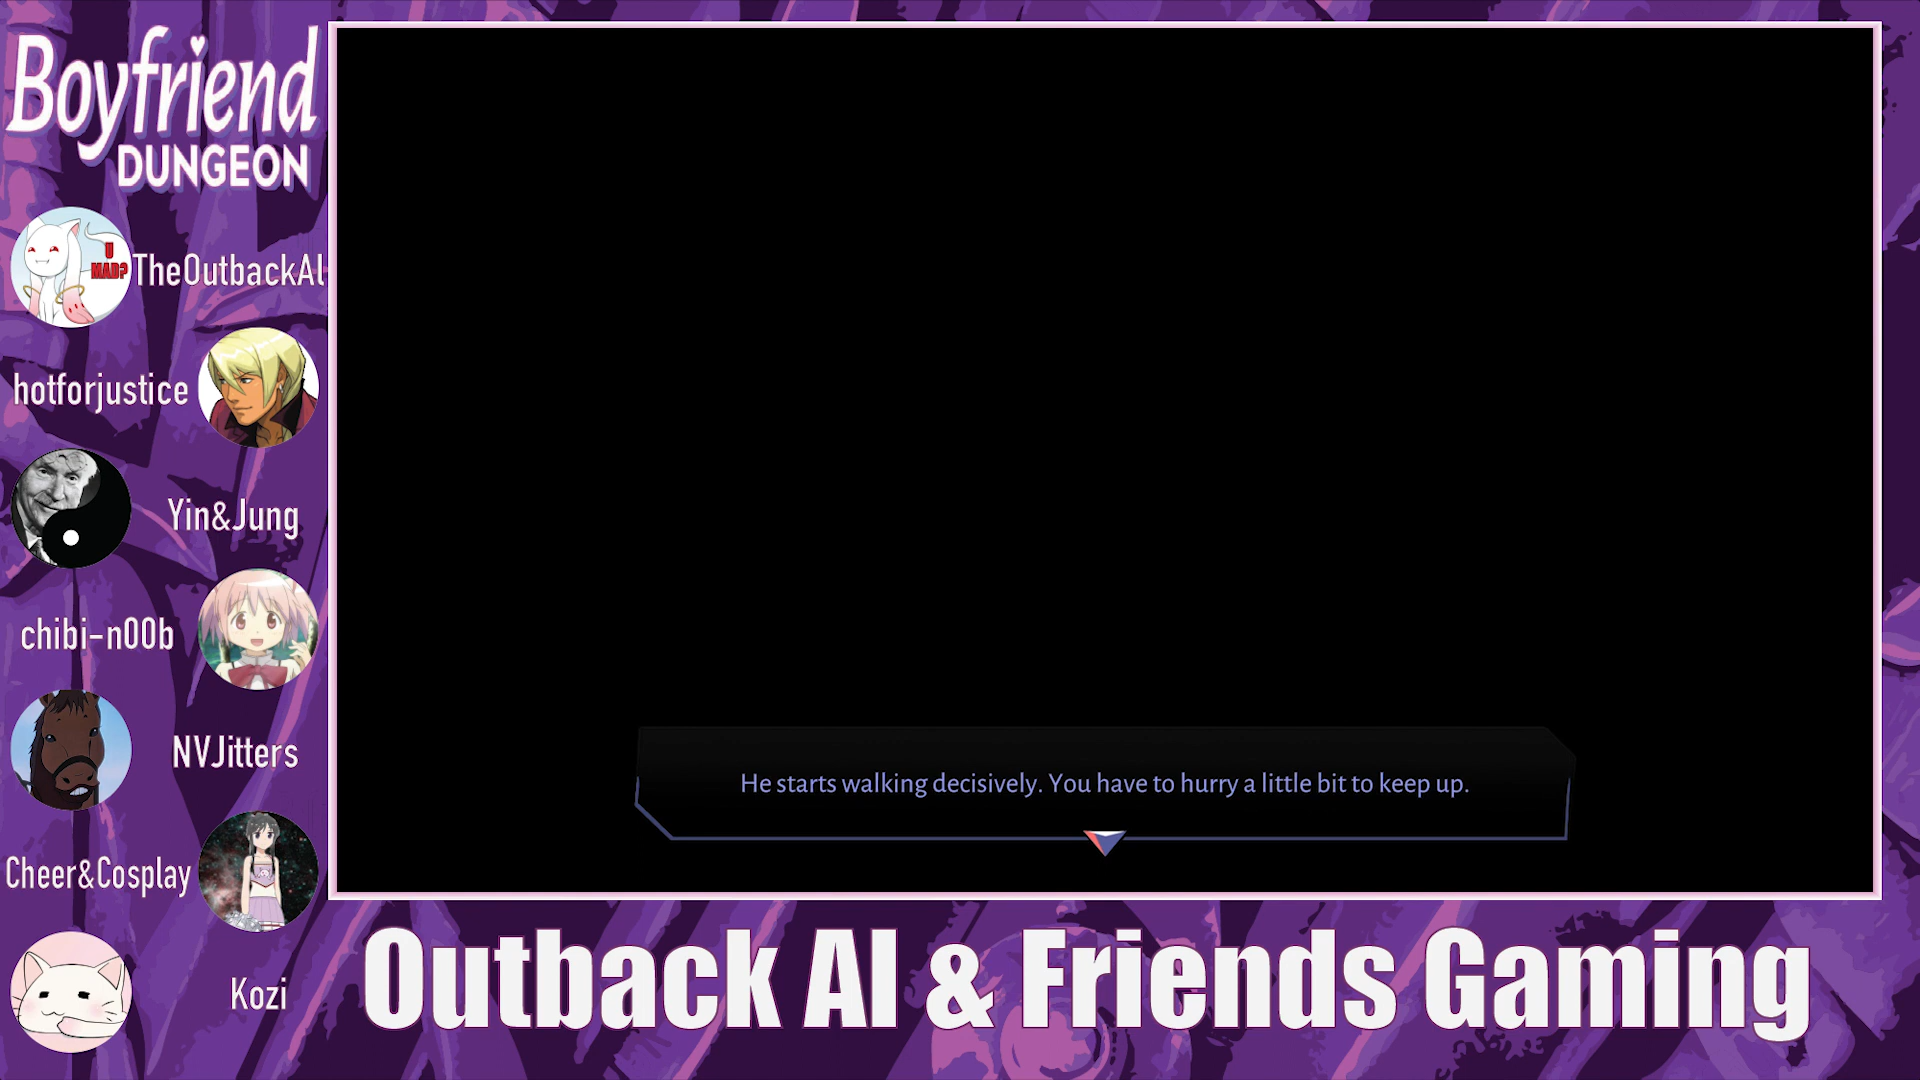 Boyfriend
DUNGEON
U
MAD?
TheOutbackAl
hotforjustice
Yin&Jung
chibi-n00b
NVJitters
Cheer&Cosplay
Kozi
He starts walking decisively. You have to hurry a little bit to keep up.
Outback Al & Friends Gaming